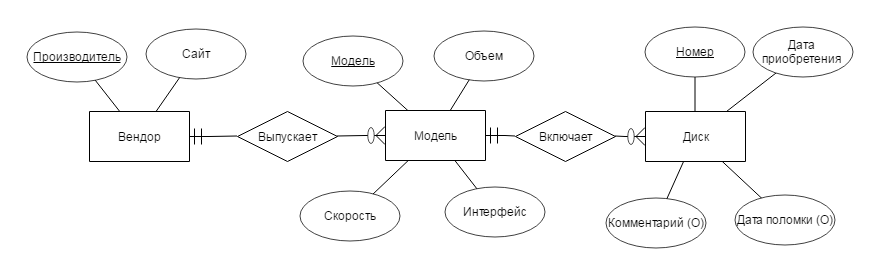 Производитель
Сайт
Модель
Объем
Номер
Дата
приобретения
Вендор
Выпускает
Модель
Включает
Диск
Скорость
Интерфейс
Комментарий (O)
Дата поломки (O)